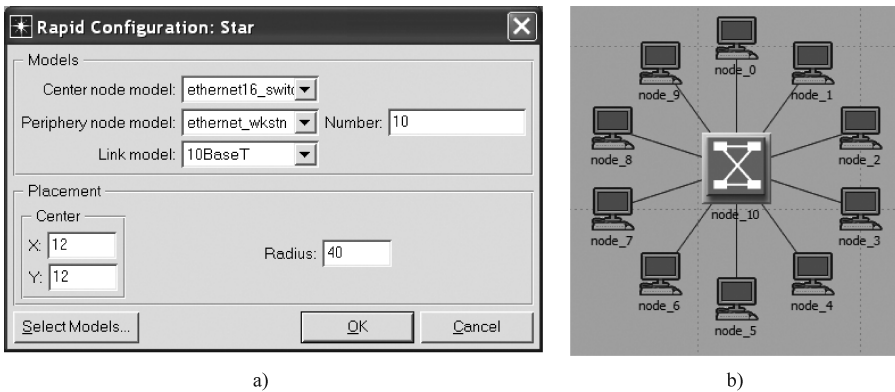 Rapid Configuration: Star
Models
Center node model: ethernet16_switc
Periphery node model: ethernet_wkstn Number: 10
Link model: 10BaseT
Placement
Center
X: 12
Y: 12
Radius: 40
Select Models... OK Cancel
a)
node_0
node_9
node_1
node_8
node_2
node_10
node_7
node_3
node_6
node_4
node_5
b)